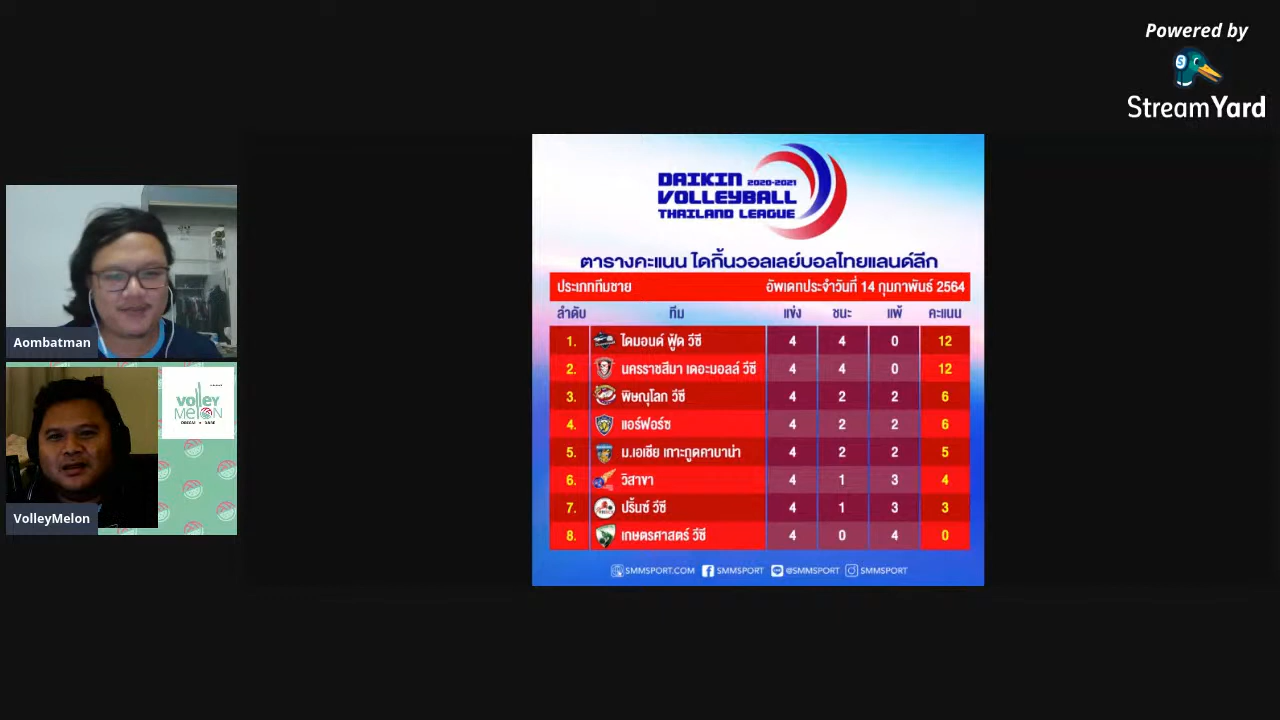 Powered by
StreamYard
DAIKIN 2020-2021
VOLLEYBALL
THAILAND LEAGUE
ตารางคะแนน ไดกิ้นวอลเลย์บอลไทยแลนด์ลีก
ประเภททีมชาย อัพเดทประจำวันที่ 14 กุมภาพันธ์ 2564
ลำดับ ทีม แข่ง ชนะ แพ้ คะแนน
1. ไดมอนด์ ฟู้ด วีซี 4 4 0 12
2. นครราชสีมา เดอะมอลล์ วีซี 4 4 0 12
3. พิษณุโลก วีซี 4 2 2 6
4. แอร์ฟอร์ซ 4 2 2 6
5. ม.เอเชีย เกาะกูดคาบาน่า 4 2 2 5
6. วิสาขา 4 1 3 4
7. ปริ้นซ์ วีซี 4 1 3 3
8. เกษตรศาสตร์ วีซี 4 0 4 0
SMMSPORT.COM SMMSPORT @SMMSPORT SMMSPORT
Aombatman
volley
MelON
VolleyMelon